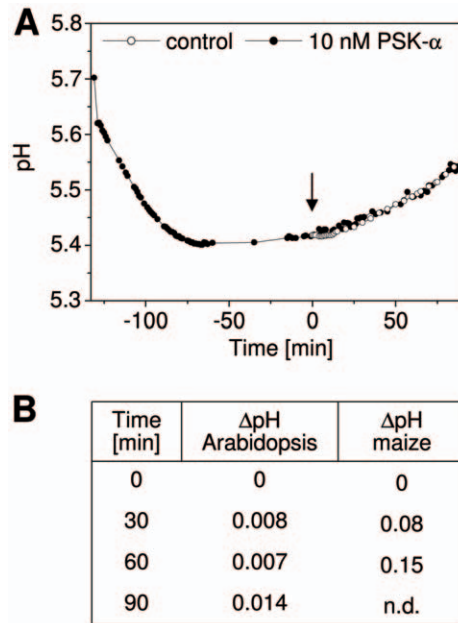 A
control 10 nM PSK-α
5.8
5.7
5.6
5.5
5.4
5.3
pH
-100 -50 0 50
Time [min]
B
Time [min] ΔpH Arabidopsis ΔpH maize
0 0 0
30 0.008 0.08
60 0.007 0.15
90 0.014 n.d.